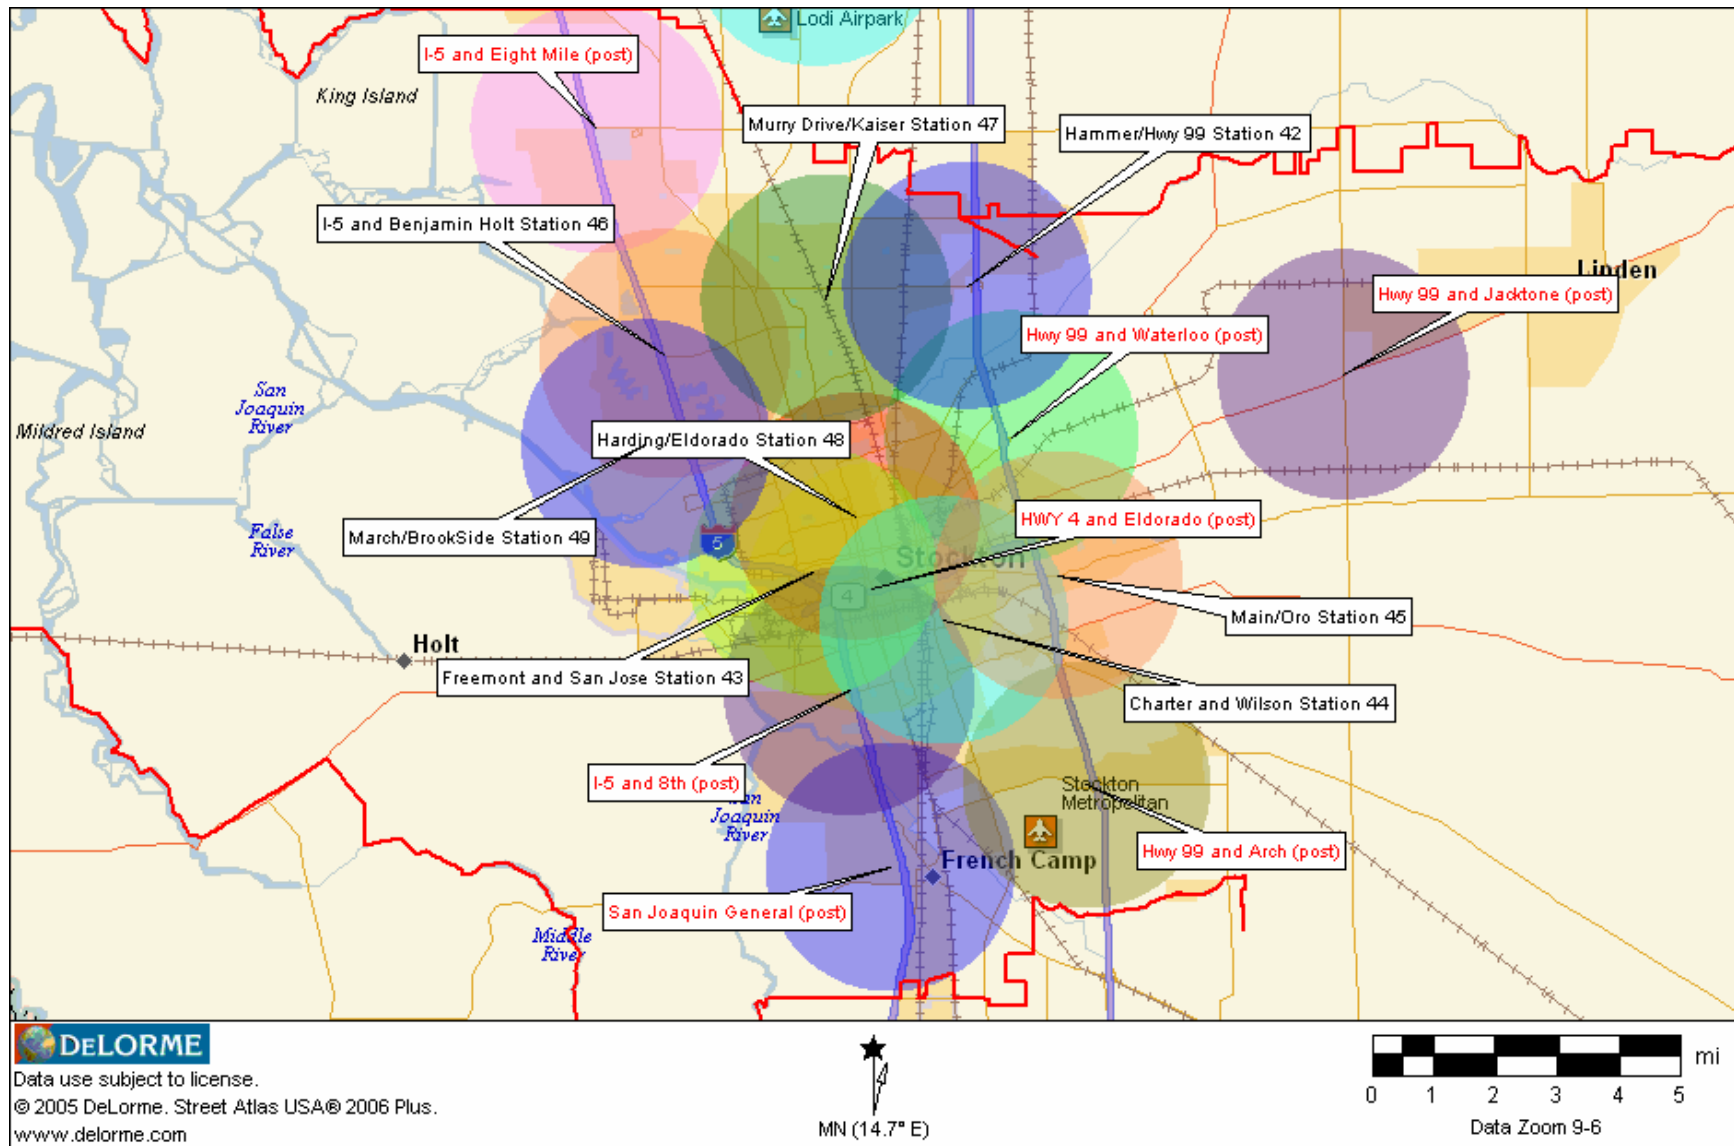 Lodi Airpark
I-5 and Eight Mile (post)
King Island
Murry Drive/Kaiser Station 47
Hammer/Hwy 99 Station 42
I-5 and Benjamin Holt Station 46
Linden
Hwy 99 and Jacktone (post)
Hwy 99 and Waterloo (post)
San
Joaquin
River
Mildred Island
Harding/Eldorado Station 48
HWY 4 and Eldorado (post)
March/BrookSide Station 49
False
River
5
Stockton
4
Main/Oro Station 45
Holt
Freemont and San Jose Station 43
Charter and Wilson Station 44
I-5 and 8th (post)
Stockton
Metropolitan
San
Joaquin
River
Hwy 99 and Arch (post)
French Camp
San Joaquin General (post)
Middle
River
DELORME
Data use subject to license.
© 2005 DeLorme. Street Atlas USA® 2006 Plus.
www.delorme.com
MN (14.7° E)
mi
0 1 2 3 4 5
Data Zoom 9-6